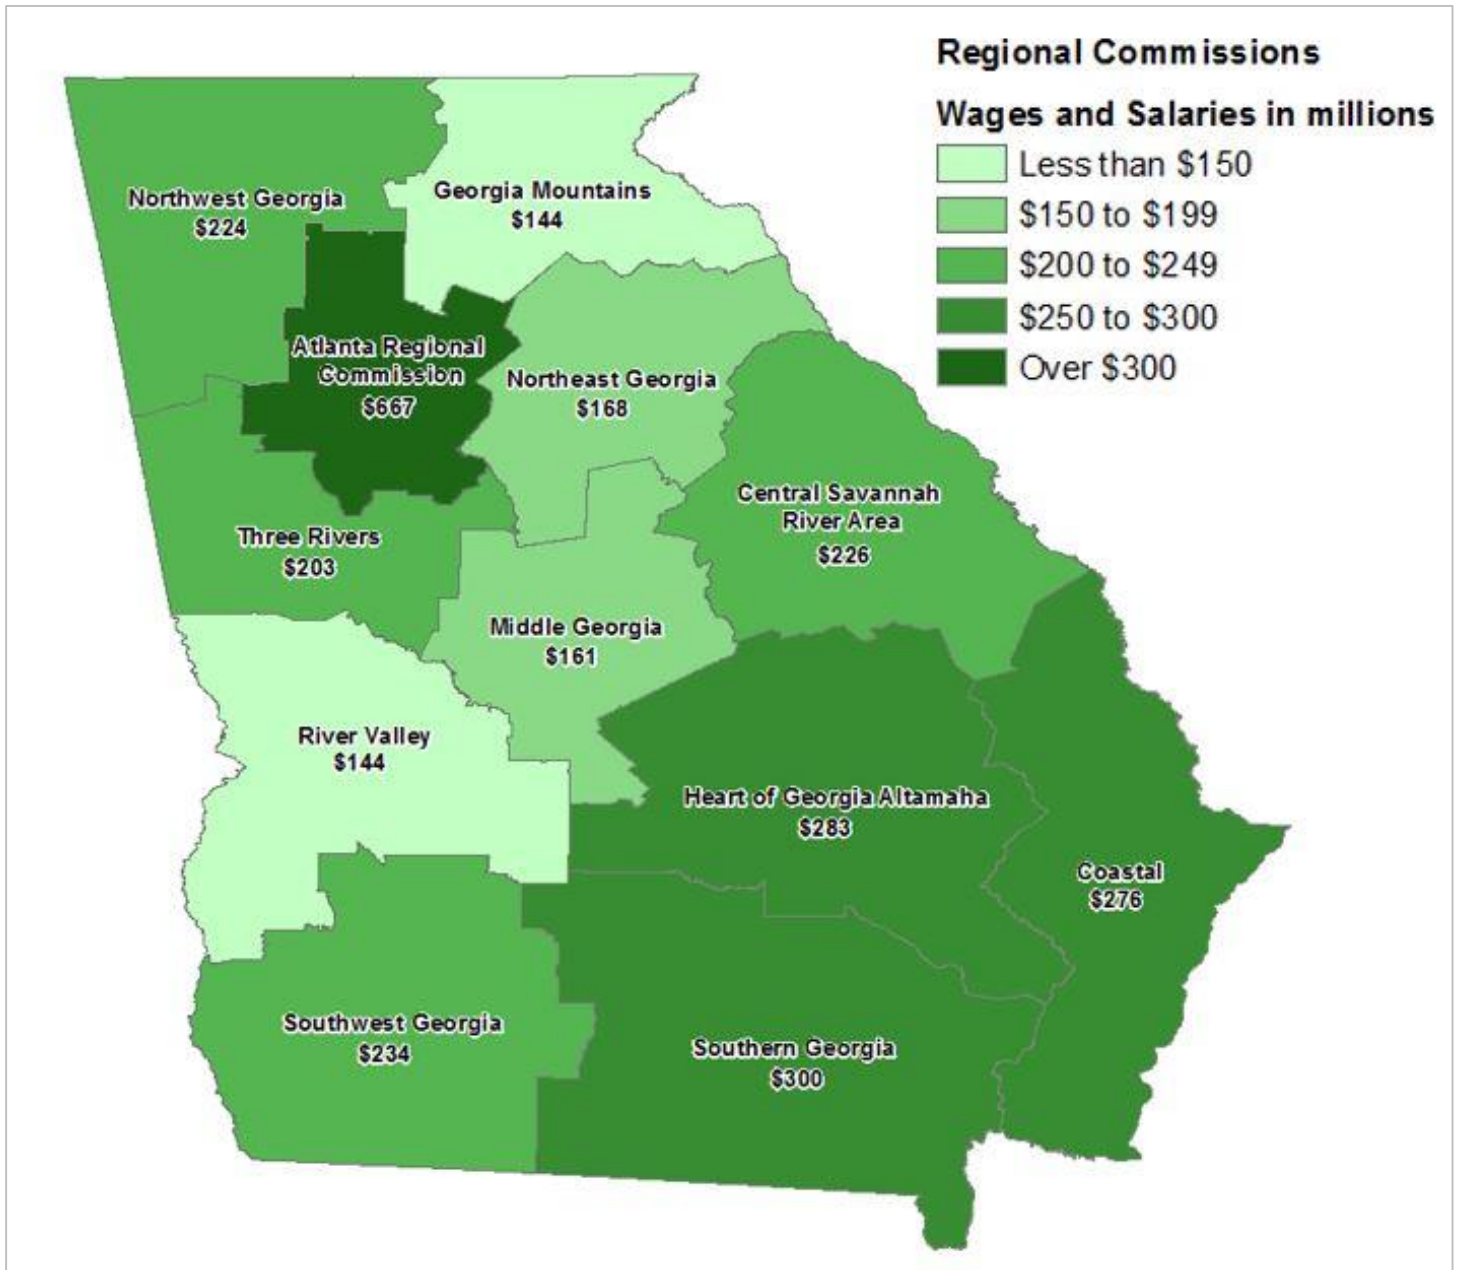 Regional Commissions
Wages and Salaries in millions
Less than $150
$150 to $199
$200 to $249
$250 to $300
Over $300
Northwest Georgia
$224
Georgia Mountains
$144
Atlanta Regional
Commission
$667
Northeast Georgia
$168
Central Savannah
River Area
$226
Three Rivers
$203
Middle Georgia
$161
River Valley
$144
Heart of Georgia Altamaha
$283
Coastal
$276
Southwest Georgia
$234
Southern Georgia
$300